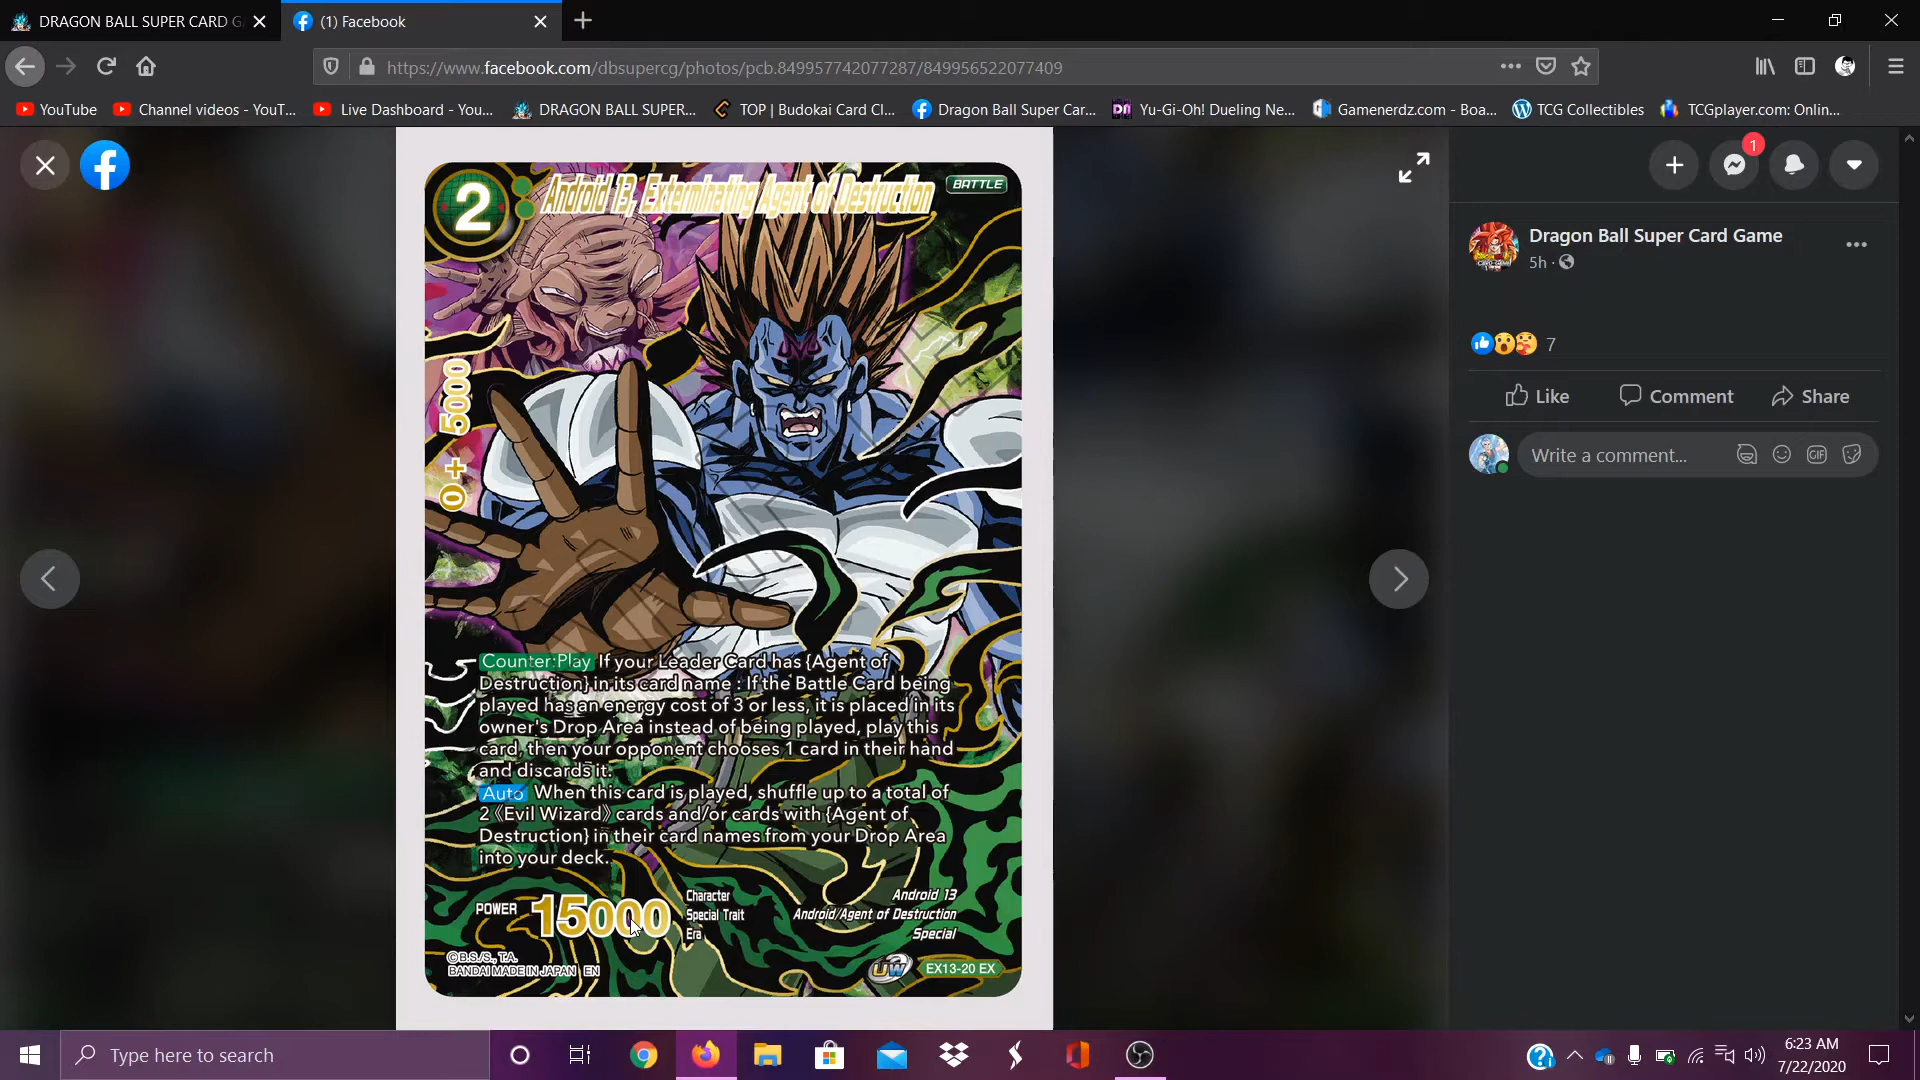 DRAGON BALL SUPER CARD G
(1) Facebook
https://www.facebook.com/dbsupercg/photos/pcb.849957742077287/849956522077409
YouTube
Channel videos - YouT...
Live Dashboard - You...
DRAGON BALL SUPER...
TOP | Budokai Card Cl...
Dragon Ball Super Car...
Yu-Gi-Oh! Dueling Ne...
Gamenerdz.com - Boa...
TCG Collectibles
TCGplayer.com: Onlin...
2
Android 13, Exterminating Agent of Destruction
BATTLE
0 + 5000
Counter:Play If your Leader Card has {Agent of
Destruction} in its card name : If the Battle Card being
played has an energy cost of 3 or less, it is placed in its
owner's Drop Area instead of being played, play this
card, then your opponent chooses 1 card in their hand
and discards it.
Auto When this card is played, shuffle up to a total of
2 《Evil Wizard》 cards and/or cards with {Agent of
Destruction} in their card names from your Drop Area
into your deck.
POWER 15000
Character Android 13
Special Trait Android/Agent of Destruction
Era Special
©B.S./S., T.A.
BANDAI MADE IN JAPAN EN
UW
EX13-20 EX
1
Dragon Ball Super Card Game
5h ·
7
Like
Comment
Share
Write a comment...
GIF
Type here to search
6:23 AM
7/22/2020